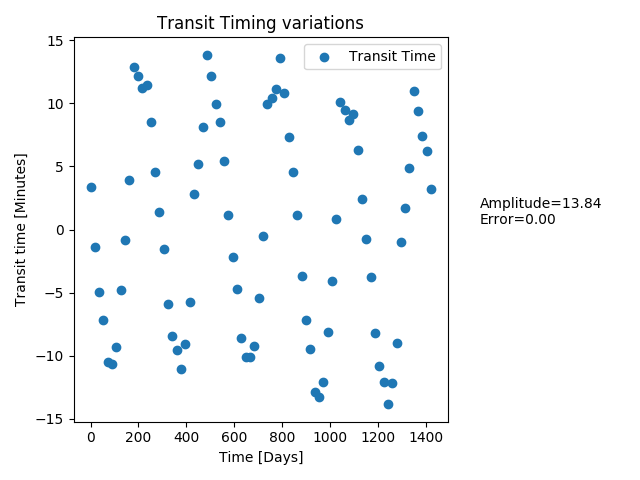 Transit Timing variations
Transit Time
15
10
5
0
−5
−10
−15
Transit time [Minutes]
0 200 400 600 800 1000 1200 1400
Time [Days]
Amplitude=13.84
Error=0.00